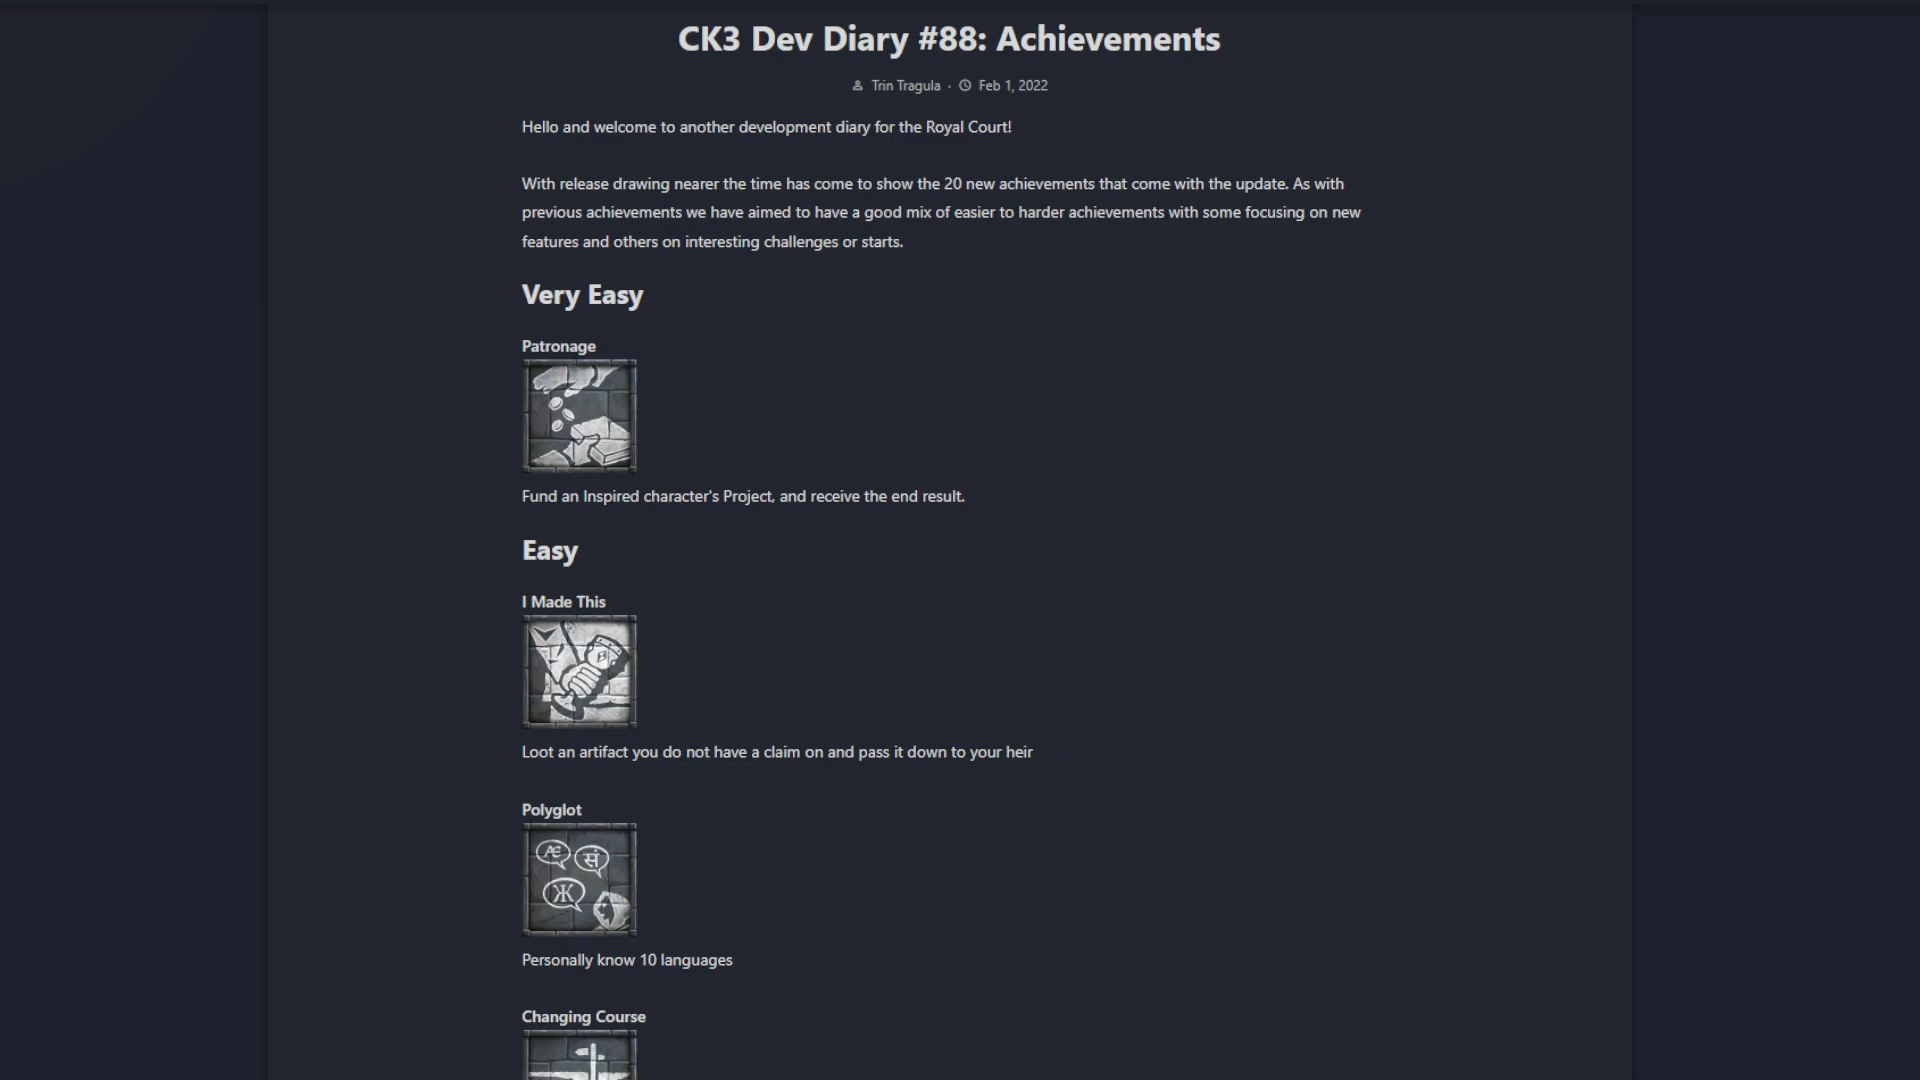 CK3 Dev Diary #88: Achievements
Trin Tragula · Feb 1, 2022
Hello and welcome to another development diary for the Royal Court!
With release drawing nearer the time has come to show the 20 new achievements that come with the update. As with
previous achievements we have aimed to have a good mix of easier to harder achievements with some focusing on new
features and others on interesting challenges or starts.
Very Easy
Patronage
Fund an Inspired character's Project, and receive the end result.
Easy
I Made This
Loot an artifact you do not have a claim on and pass it down to your heir
Polyglot
Æ
सं
Ж
Personally know 10 languages
Changing Course